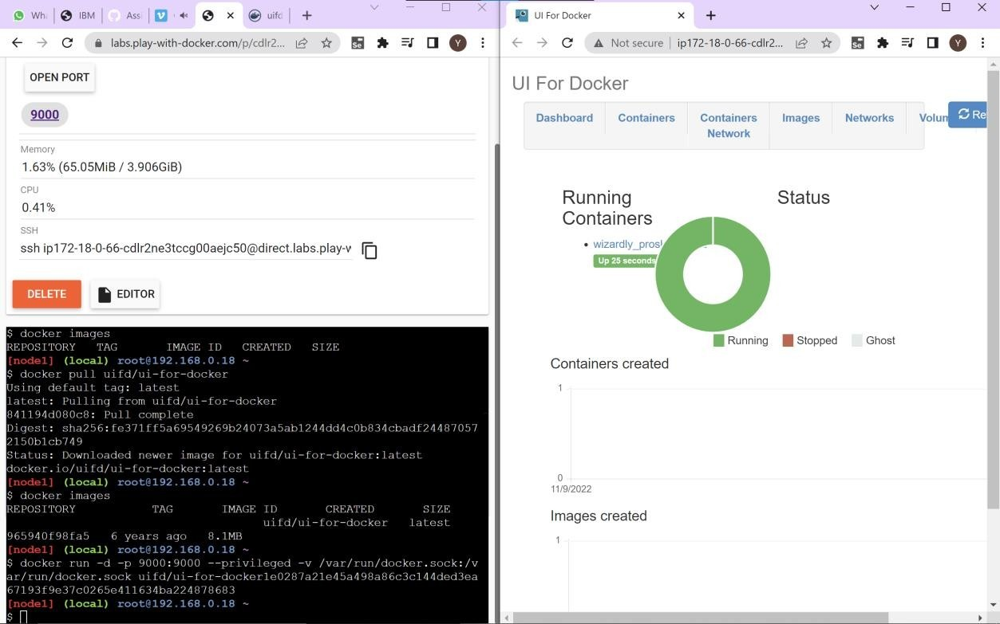 Wha
IBM
Assi
uifd
labs.play-with-docker.com/p/cdlr2...
Se
Y
OPEN PORT
9000
Memory
1.63% (65.05MiB / 3.906GiB)
CPU
0.41%
SSH
ssh ip172-18-0-66-cdlr2ne3tccg00aejc50@direct.labs.play-w
DELETE
EDITOR
$ docker images
REPOSITORY TAG IMAGE ID CREATED SIZE
[node1] (local) root@192.168.0.18 ~
$ docker pull uifd/ui-for-docker
Using default tag: latest
latest: Pulling from uifd/ui-for-docker
841194d080c8: Pull complete
Digest: sha256:fe371ff5a69549269b24073a5ab1244dd4c0b834cbadf24487057
2150b1cb749
Status: Downloaded newer image for uifd/ui-for-docker:latest
docker.io/uifd/ui-for-docker:latest
[node1] (local) root@192.168.0.18 ~
$ docker images
REPOSITORY TAG IMAGE ID CREATED SIZE
uifd/ui-for-docker latest
965940f98fa5 6 years ago 8.1MB
[node1] (local) root@192.168.0.18 ~
$ docker run -d -p 9000:9000 --privileged -v /var/run/docker.sock:/v
ar/run/docker.sock uifd/ui-for-docker1e0287a21e45a498a86c3c144ded3ea
67193f9e37c0265e411634ba224878683
[node1] (local) root@192.168.0.18 ~
$
UI For Docker
Not secure
ip172-18-0-66-cdlr2...
Se
Y
UI For Docker
Dashboard
Containers
Containers
Network
Images
Networks
Volum
Re
Running
Containers
wizardly_prosk
Up 25 seconds
Status
Running
Stopped
Ghost
Containers created
1
0
11/9/2022
Images created
1